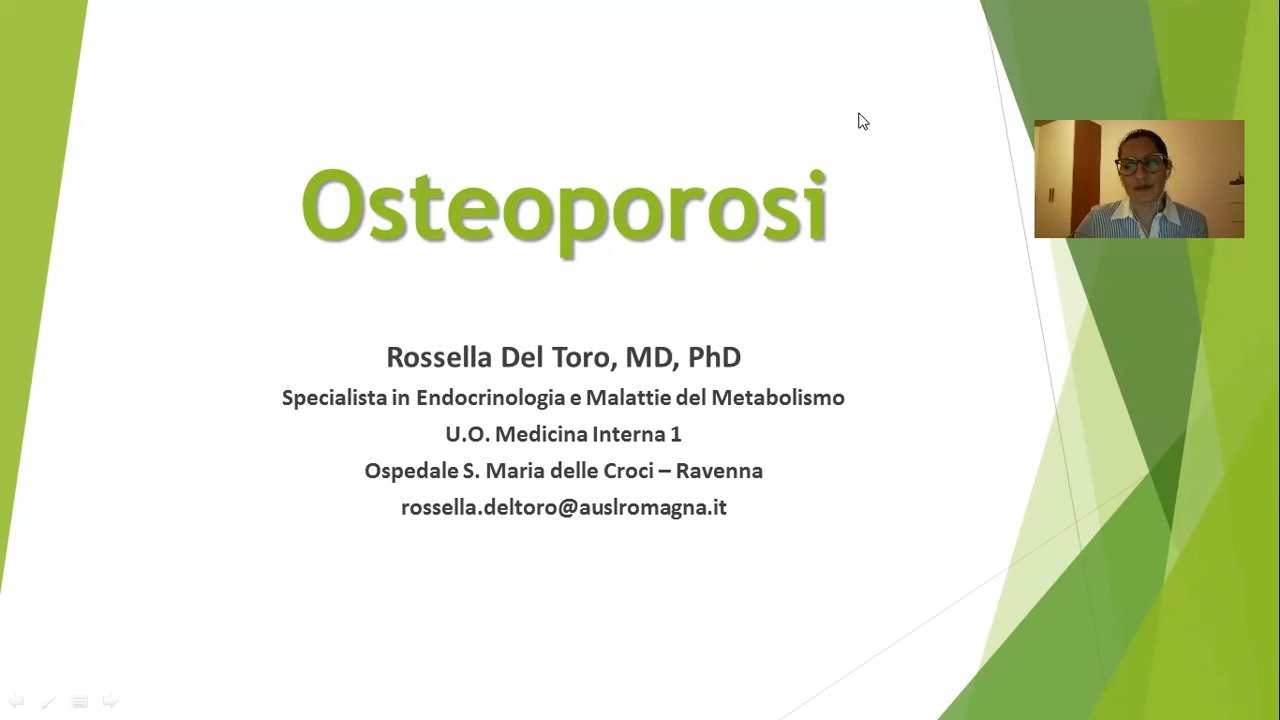 Osteoporosi
Rossella Del Toro, MD, PhD
Specialista in Endocrinologia e Malattie del Metabolismo
U.O. Medicina Interna 1
Ospedale S. Maria delle Croci – Ravenna
rossella.deltoro@auslromagna.it